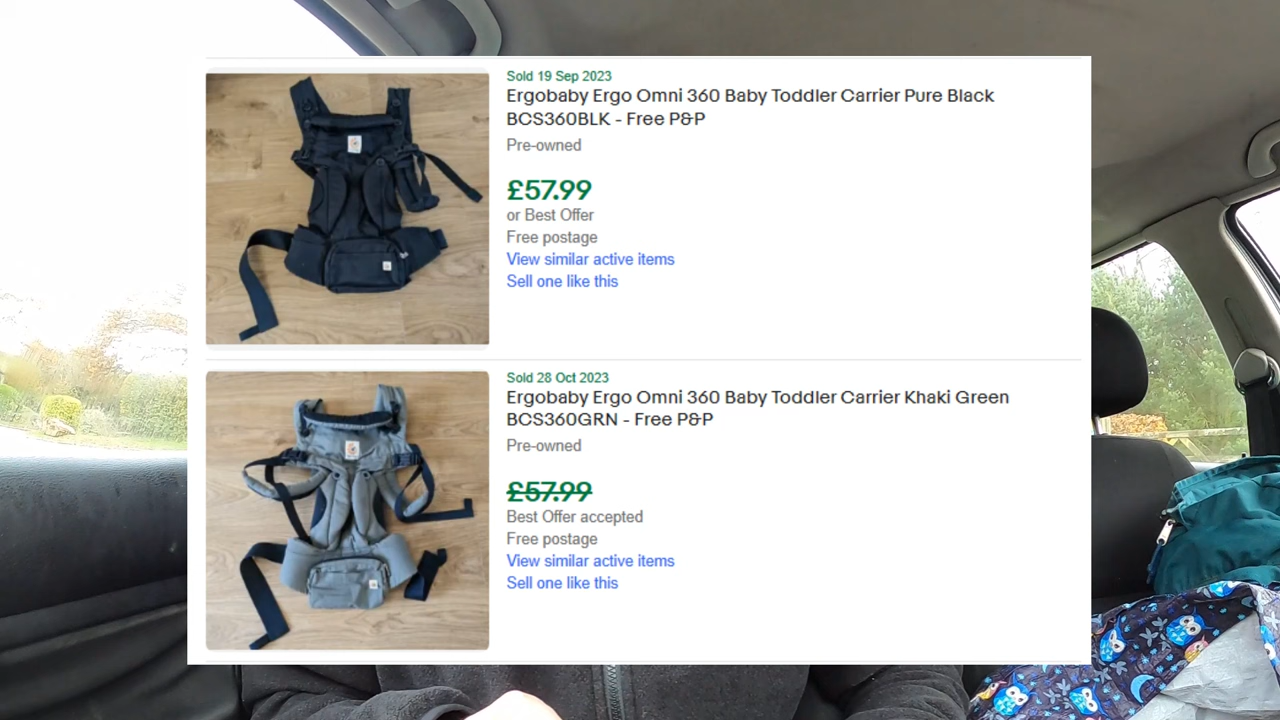 Sold 19 Sep 2023
Ergobaby Ergo Omni 360 Baby Toddler Carrier Pure Black
BCS360BLK - Free P&P
Pre-owned
£57.99
or Best Offer
Free postage
View similar active items
Sell one like this
Sold 28 Oct 2023
Ergobaby Ergo Omni 360 Baby Toddler Carrier Khaki Green
BCS360GRN - Free P&P
Pre-owned
£57.99
Best Offer accepted
Free postage
View similar active items
Sell one like this